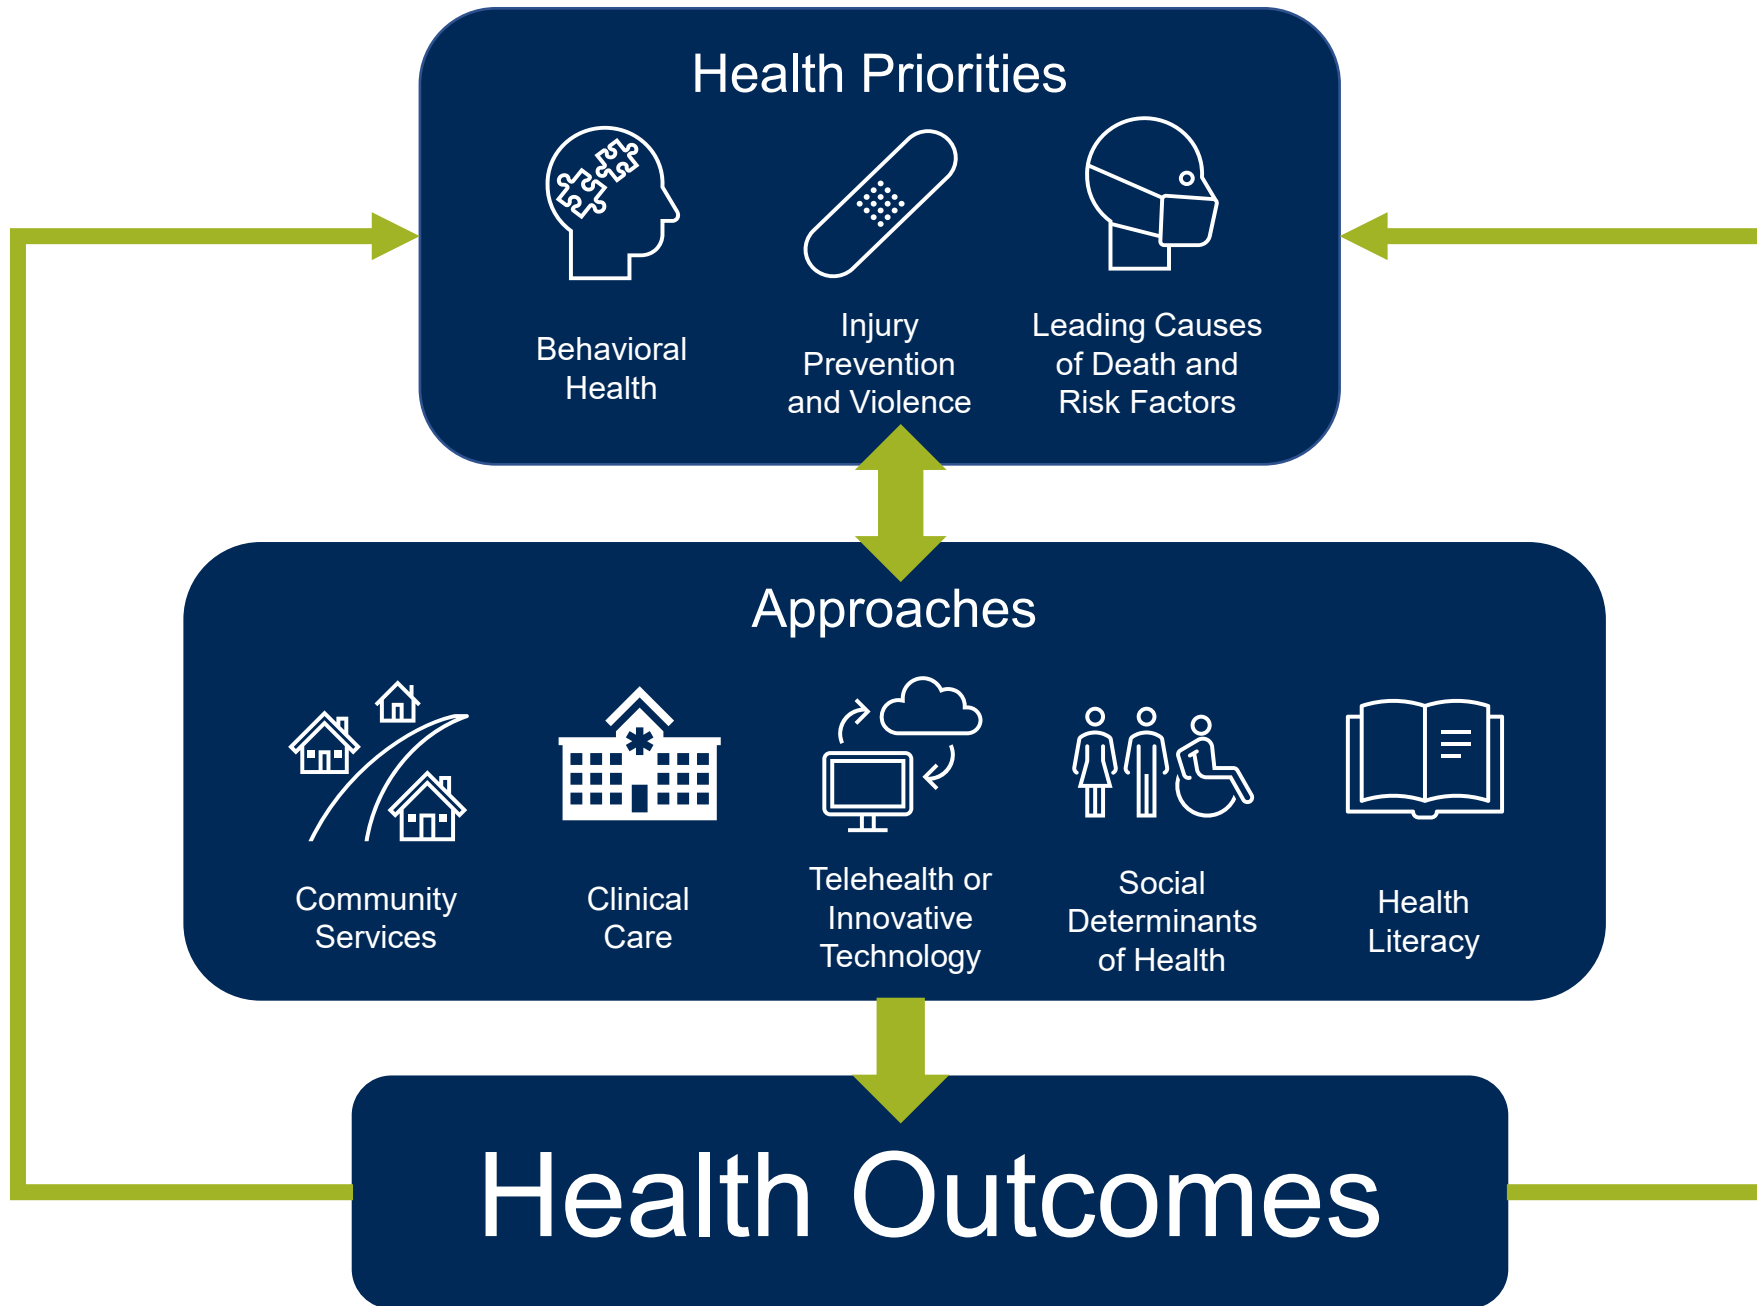 Health Priorities
Behavioral
Health
Injury
Prevention
and Violence
Leading Causes
of Death and
Risk Factors
Approaches
Community
Services
Clinical
Care
Telehealth or
Innovative
Technology
Social
Determinants
of Health
Health
Literacy
Health Outcomes